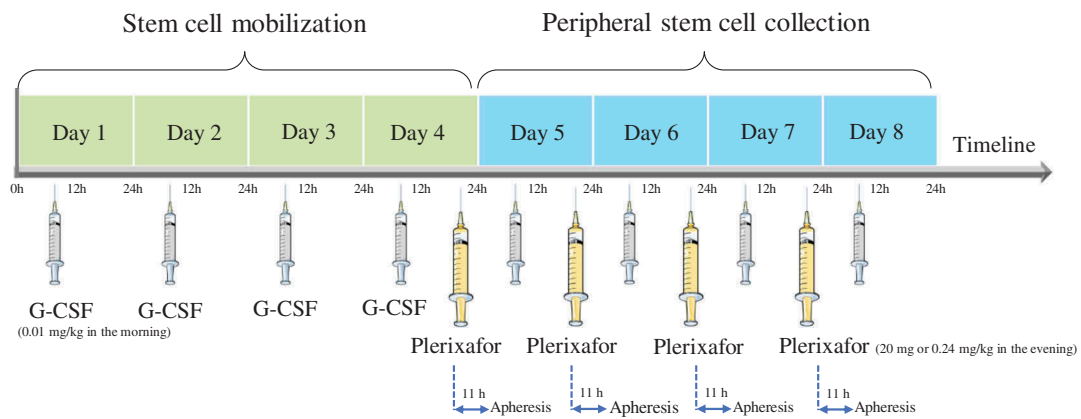 Stem cell mobilization
Peripheral stem cell collection
Day 1 Day 2 Day 3 Day 4 Day 5 Day 6 Day 7 Day 8
Timeline
0h 12h 24h 12h 24h 12h 24h 12h 24h 12h 24h 12h 24h 12h 24h 12h 24h
G-CSF G-CSF G-CSF G-CSF
(0.01 mg/kg in the morning)
Plerixafor Plerixafor Plerixafor Plerixafor (20 mg or 0.24 mg/kg in the evening)
11 h 11 h 11 h 11 h
Apheresis Apheresis Apheresis Apheresis